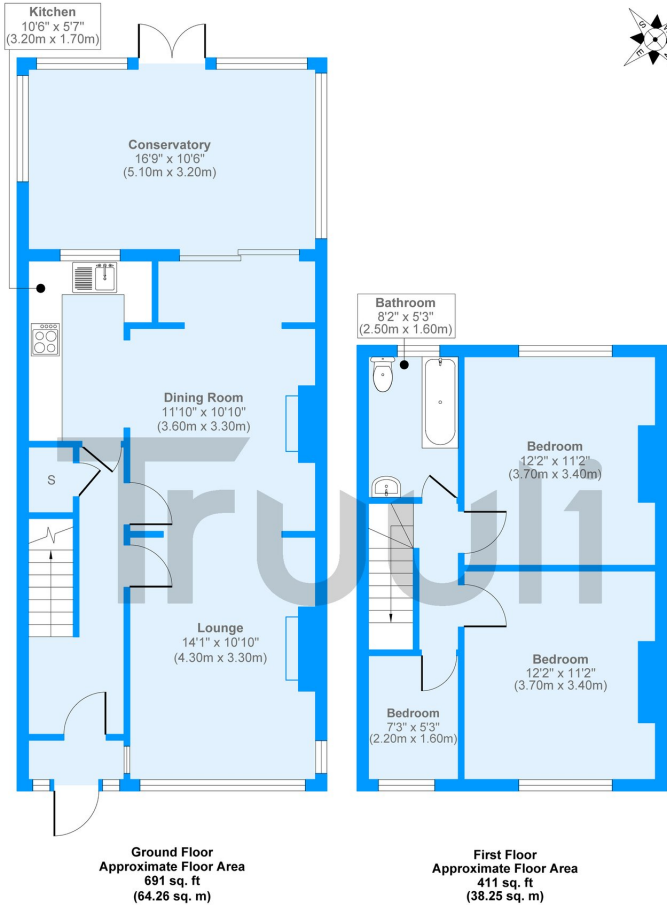 Kitchen
10'6" x 5'7"
(3.20m x 1.70m)
S
E
Conservatory
16'9" x 10'6"
(5.10m x 3.20m)
Bathroom
8'2" x 5'3"
(2.50m x 1.60m)
Dining Room
11'10" x 10'10"
(3.60m x 3.30m)
Bedroom
12'2" x 11'2"
(3.70m x 3.40m)
S
Truuli
Lounge
14'1" x 10'10"
(4.30m x 3.30m)
Bedroom
12'2" x 11'2"
(3.70m x 3.40m)
Bedroom
7'3" x 5'3"
(2.20m x 1.60m)
Ground Floor
Approximate Floor Area
691 sq. ft
(64.26 sq. m)
First Floor
Approximate Floor Area
411 sq. ft
(38.25 sq. m)